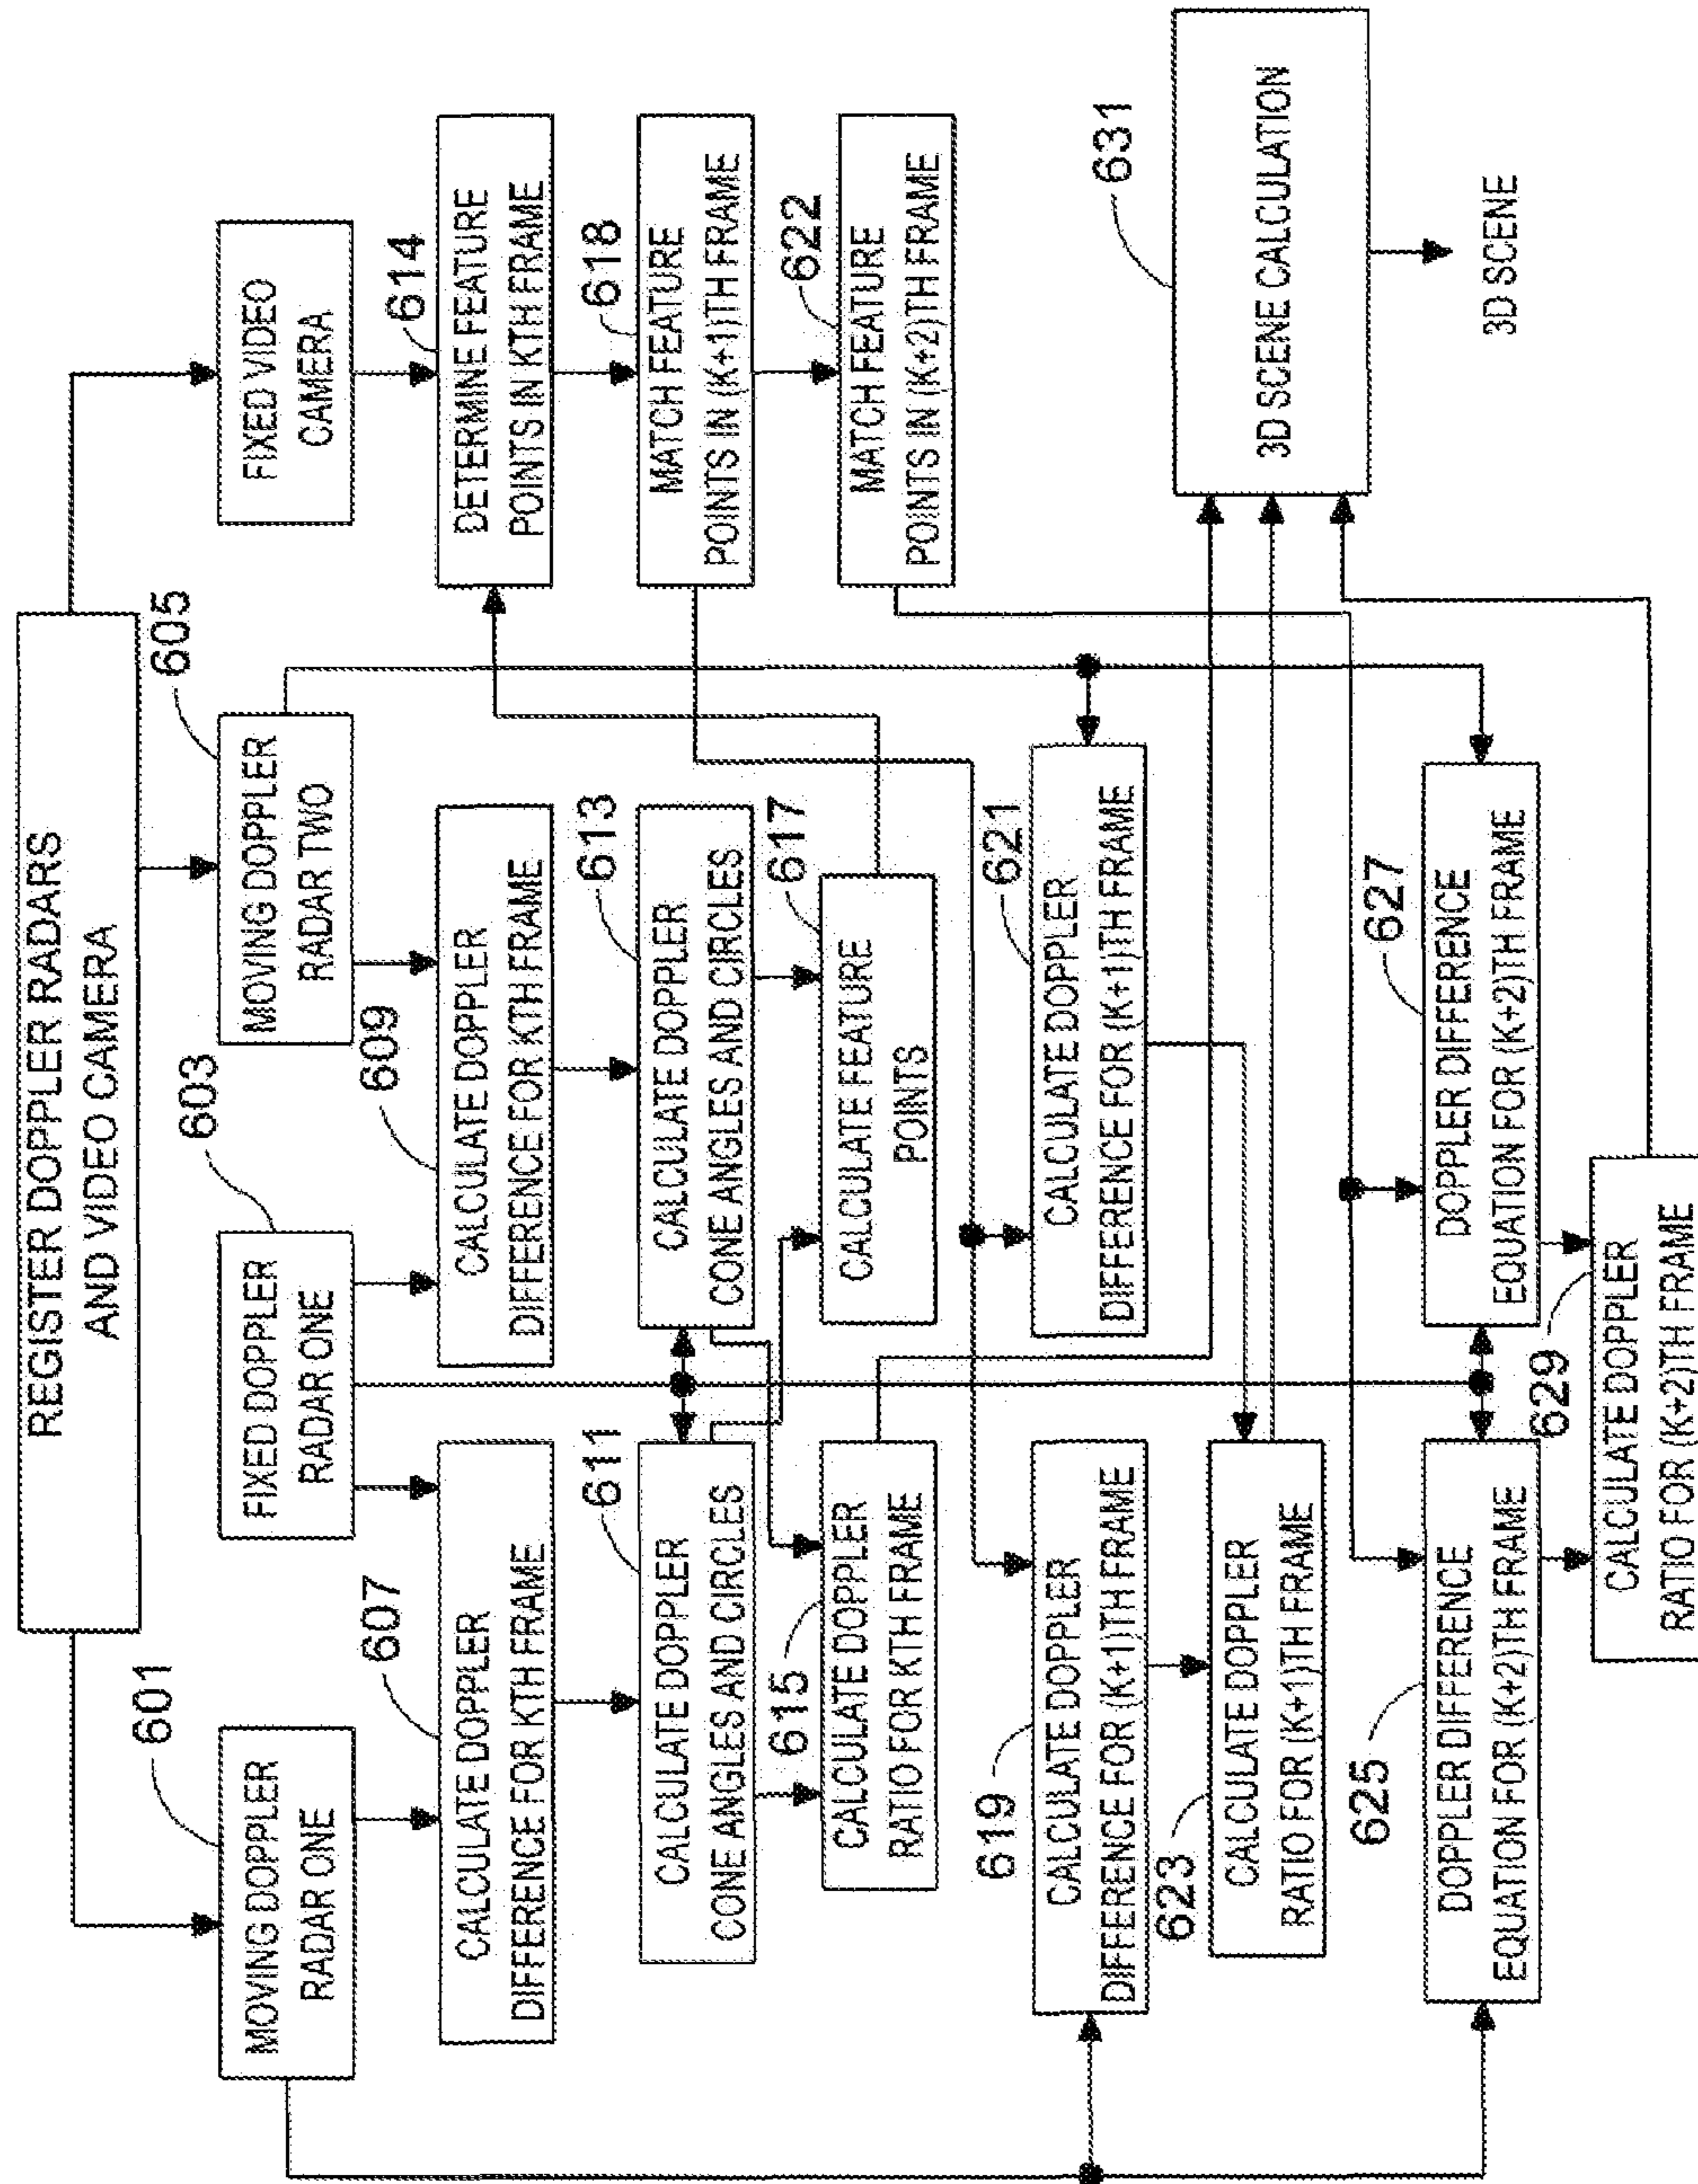 REGISTER DOPPLER RADARS
AND VIDEO CAMERA
601
MOVING DOPPLER
RADAR ONE
603
FIXED DOPPLER
RADAR ONE
605
MOVING DOPPLER
RADAR TWO
FIXED VIDEO
CAMERA
607
CALCULATE DOPPLER
DIFFERENCE FOR KTH FRAME
609
CALCULATE DOPPLER
DIFFERENCE FOR KTH FRAME
614
DETERMINE FEATURE
POINTS IN KTH FRAME
611
CALCULATE DOPPLER
CONE ANGLES AND CIRCLES
613
CALCULATE DOPPLER
CONE ANGLES AND CIRCLES
618
MATCH FEATURE
POINTS IN (K+1)TH FRAME
615
CALCULATE DOPPLER
RATIO FOR KTH FRAME
617
CALCULATE FEATURE
POINTS
622
MATCH FEATURE
POINTS IN (K+2)TH FRAME
619
CALCULATE DOPPLER
DIFFERENCE FOR (K+1)TH FRAME
621
CALCULATE DOPPLER
DIFFERENCE FOR (K+1)TH FRAME
623
CALCULATE DOPPLER
RATIO FOR (K+1)TH FRAME
631
3D SCENE CALCULATION
625
DOPPLER DIFFERENCE
EQUATION FOR (K+2)TH FRAME
627
DOPPLER DIFFERENCE
EQUATION FOR (K+2)TH FRAME
3D SCENE
629
CALCULATE DOPPLER
RATIO FOR (K+2)TH FRAME